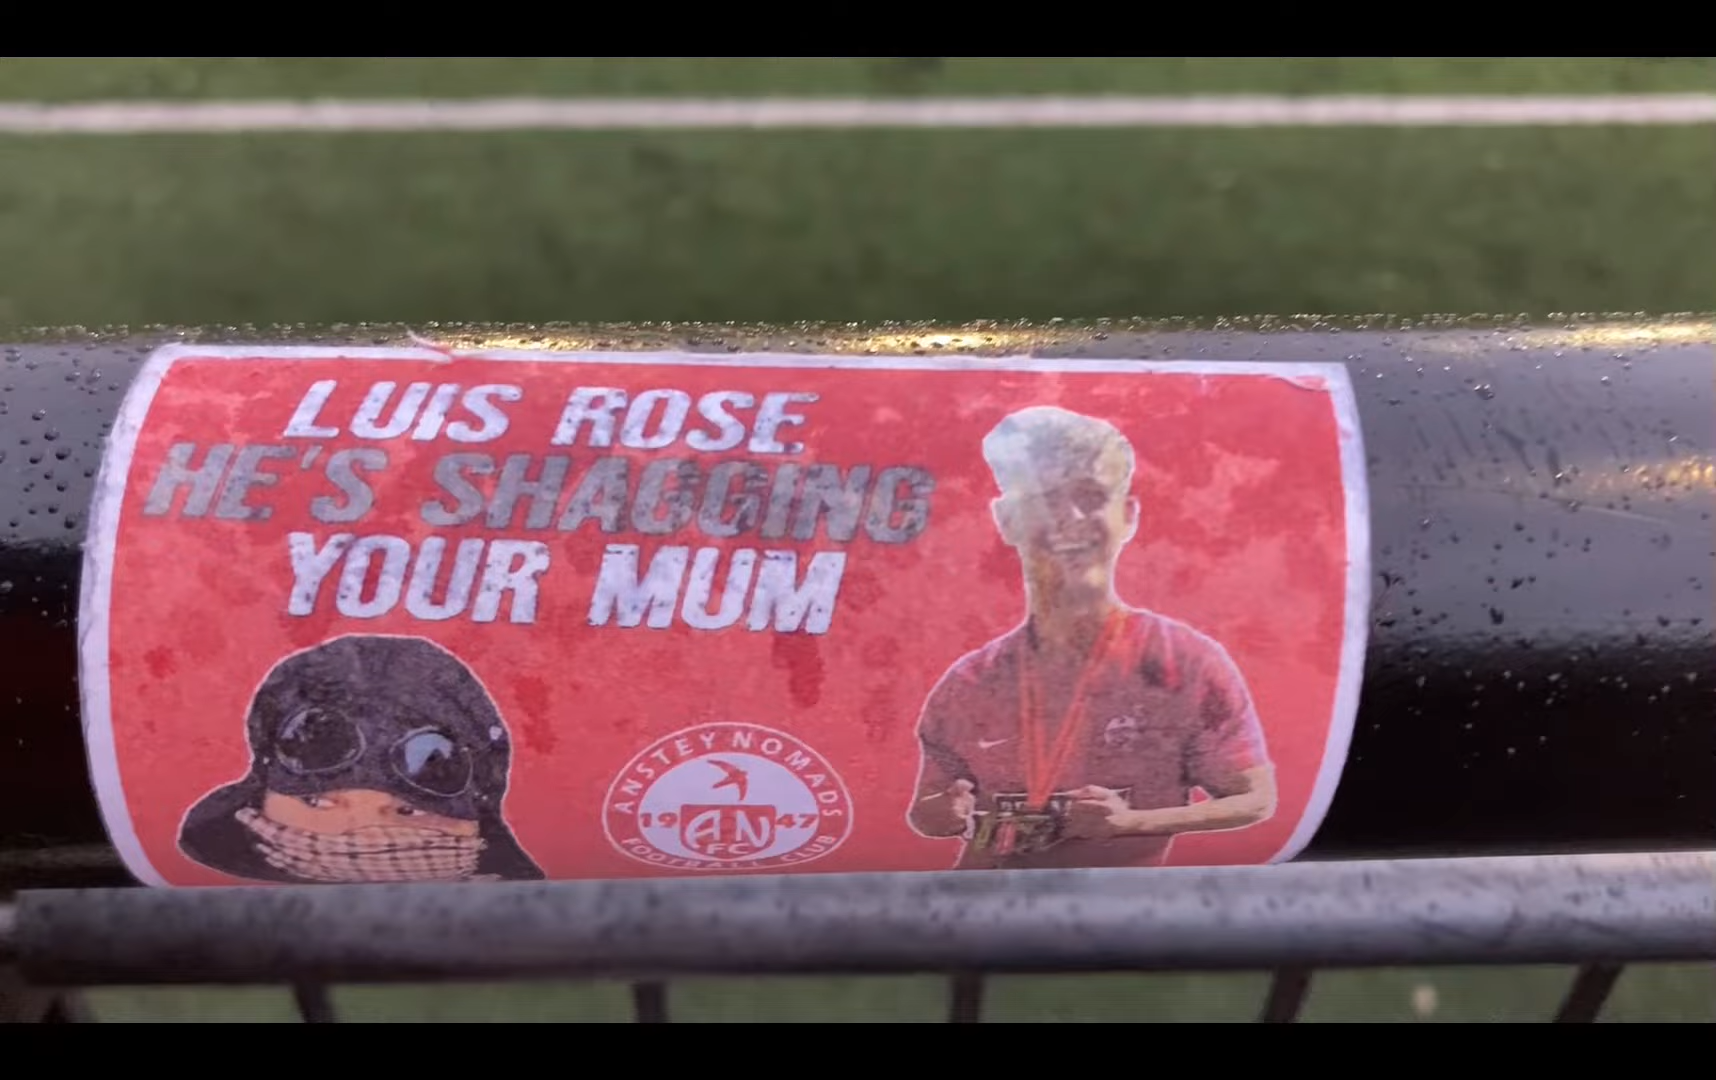 LUIS ROSE
HE'S SHAGGING
YOUR MUM
ANSTEY NOMADS
19 AN 47
FC
FOOTBALL CLUB